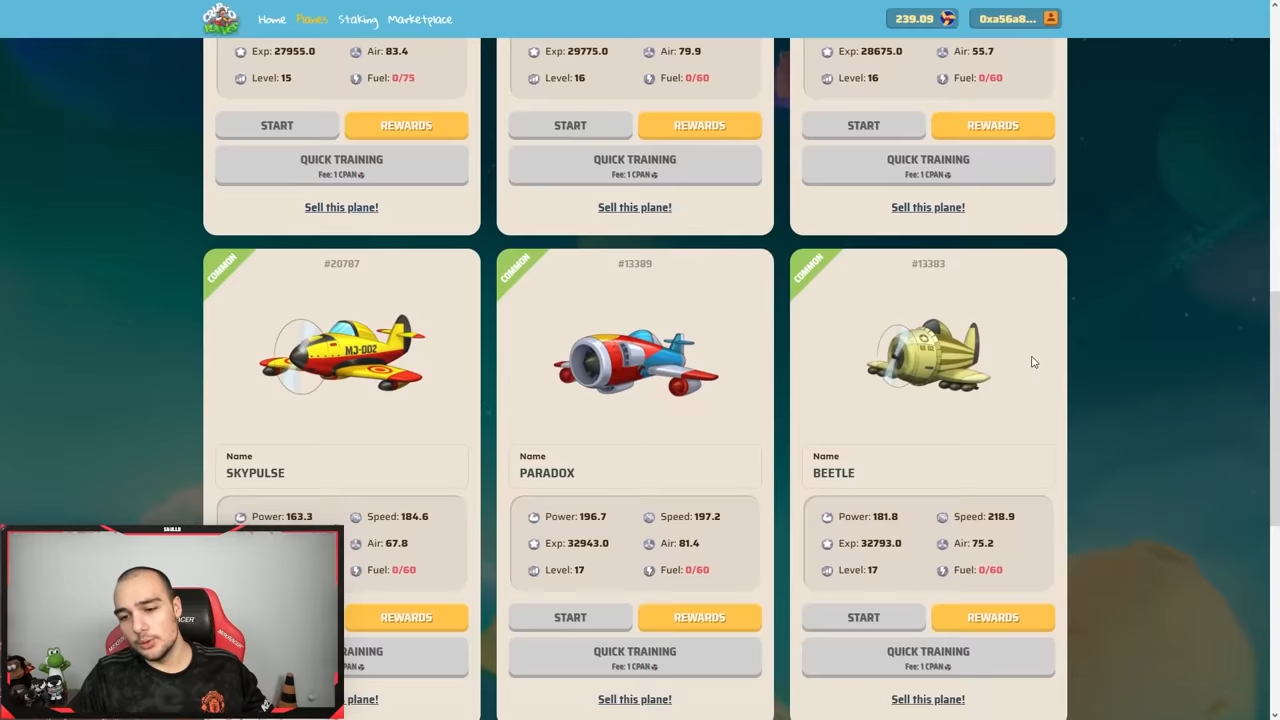 CRYPTO PLANES
Home Planes Staking Marketplace
239.09 0xa56a8...
Exp: 27955.0 Air: 83.4
Level: 15 Fuel: 0/75
START REWARDS
QUICK TRAINING
Fee: 1 CPAN
Sell this plane!
Exp: 29775.0 Air: 79.9
Level: 16 Fuel: 0/60
START REWARDS
QUICK TRAINING
Fee: 1 CPAN
Sell this plane!
Exp: 28675.0 Air: 55.7
Level: 16 Fuel: 0/60
START REWARDS
QUICK TRAINING
Fee: 1 CPAN
Sell this plane!
COMMON
#20787
MJ-002
Name
SKYPULSE
Power: 163.3 Speed: 184.6
Air: 67.8
Fuel: 0/60
REWARDS
RAINING
PAN
plane!
COMMON
#13389
Name
PARADOX
Power: 196.7 Speed: 197.2
Exp: 32943.0 Air: 81.4
Level: 17 Fuel: 0/60
START REWARDS
QUICK TRAINING
Fee: 1 CPAN
Sell this plane!
COMMON
#13383
Name
BEETLE
Power: 181.8 Speed: 218.9
Exp: 32793.0 Air: 75.2
Level: 17 Fuel: 0/60
START REWARDS
QUICK TRAINING
Fee: 1 CPAN
Sell this plane!